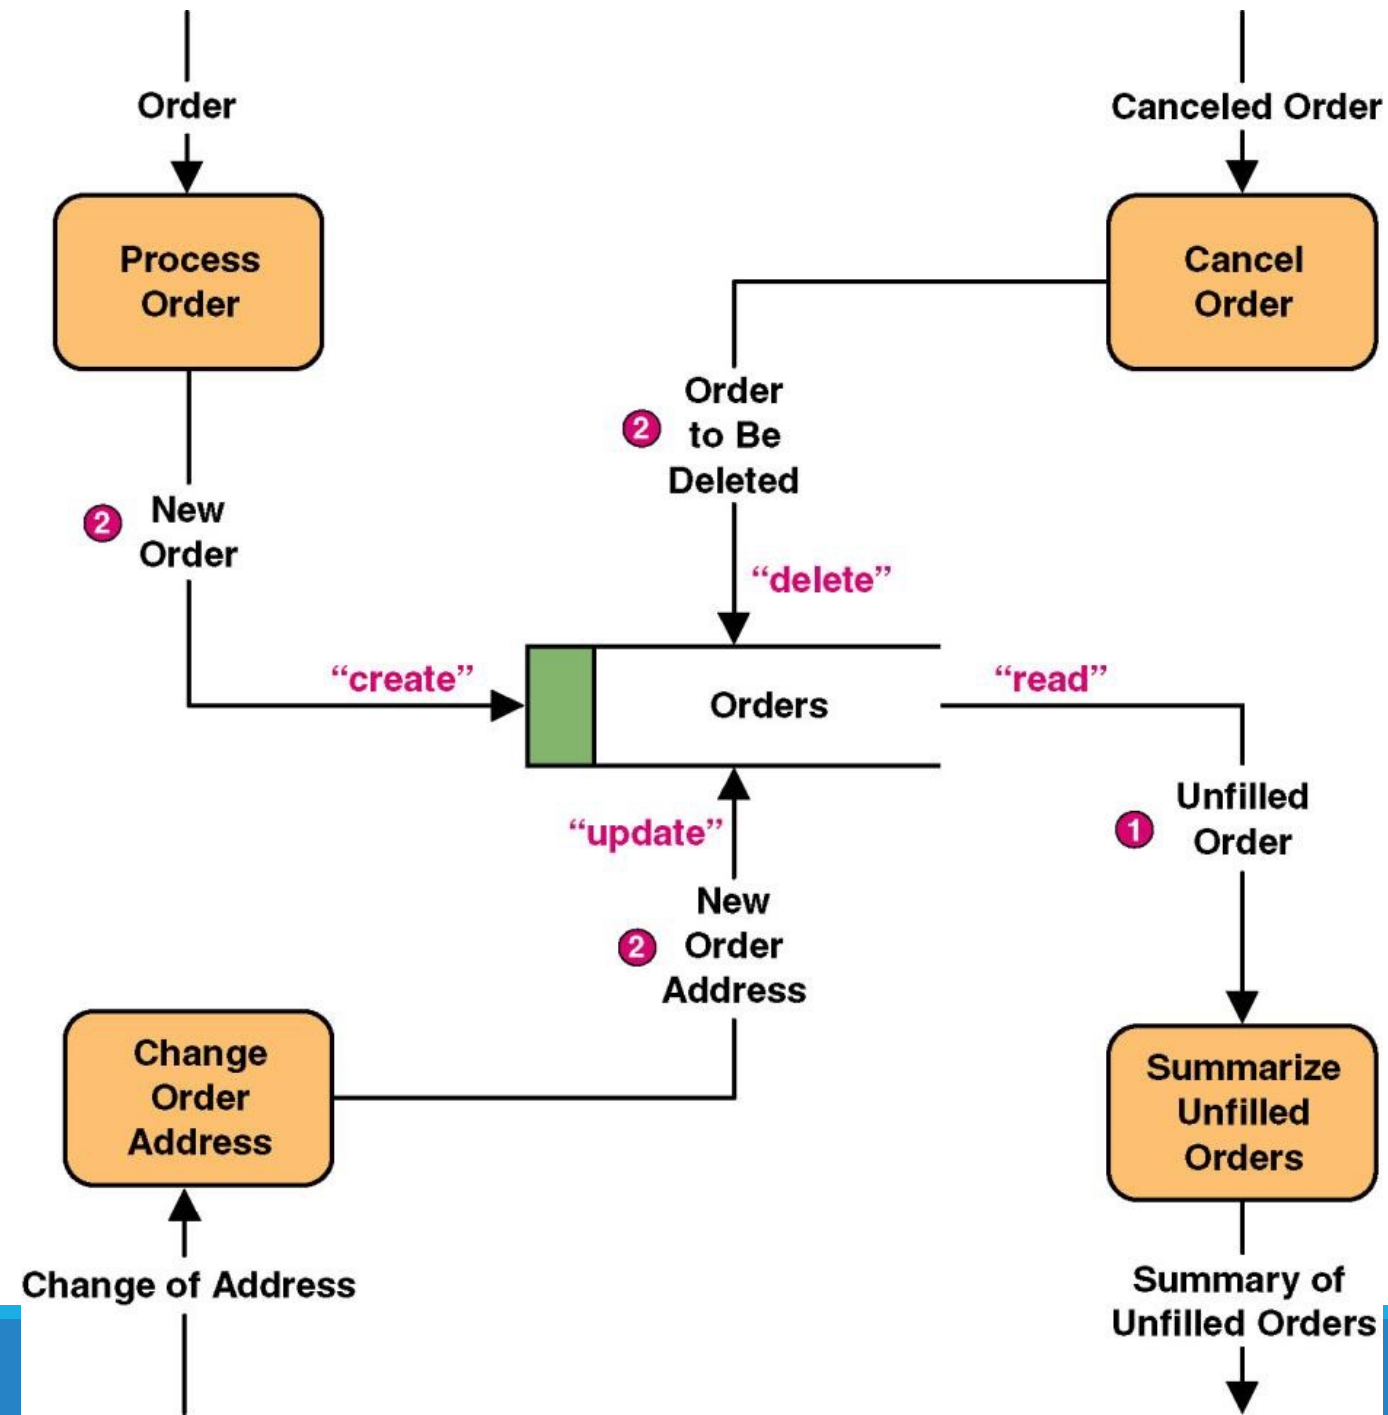 Order
Canceled Order
Process
Order
Cancel
Order
Order
2
to Be
Deleted
2
New
Order
“delete”
“create”
Orders
“read”
“update”
Unfilled
1
Order
New
2
Order
Address
Change
Order
Address
Summarize
Unfilled
Orders
Change of Address
Summary of
Unfilled Orders